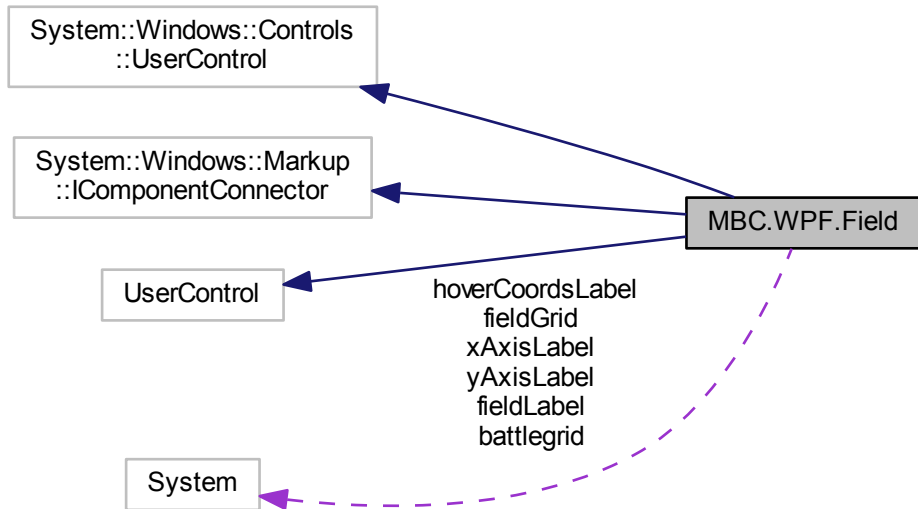 System::Windows::Controls
::UserControl
System::Windows::Markup
::IComponentConnector
MBC.WPF.Field
UserControl
hoverCoordsLabel
fieldGrid
xAxisLabel
yAxisLabel
fieldLabel
battlegrid
System